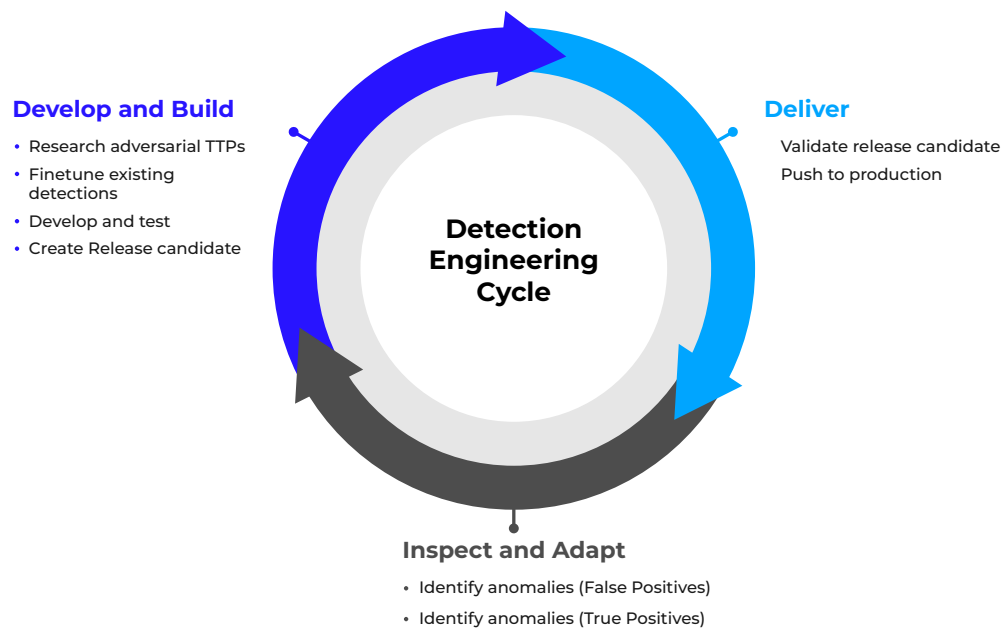 Develop and Build
• Research adversarial TTPs
• Finetune existing
detections
• Develop and test
• Create Release candidate
Deliver
Validate release candidate
Push to production
Detection
Engineering
Cycle
Inspect and Adapt
• Identify anomalies (False Positives)
• Identify anomalies (True Positives)